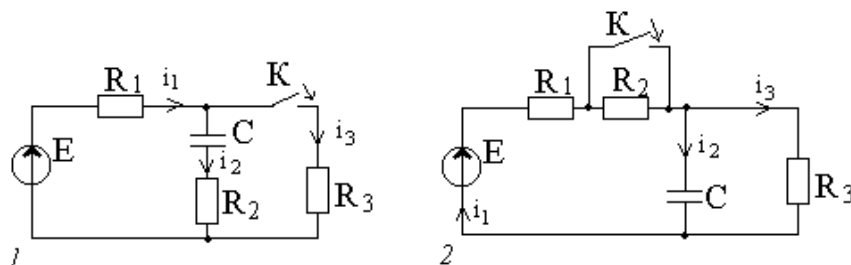 K
R1 i1 K R1 R2 i3
E C i3 E i2 R3
i2 R2 R3 i1 C
1 2